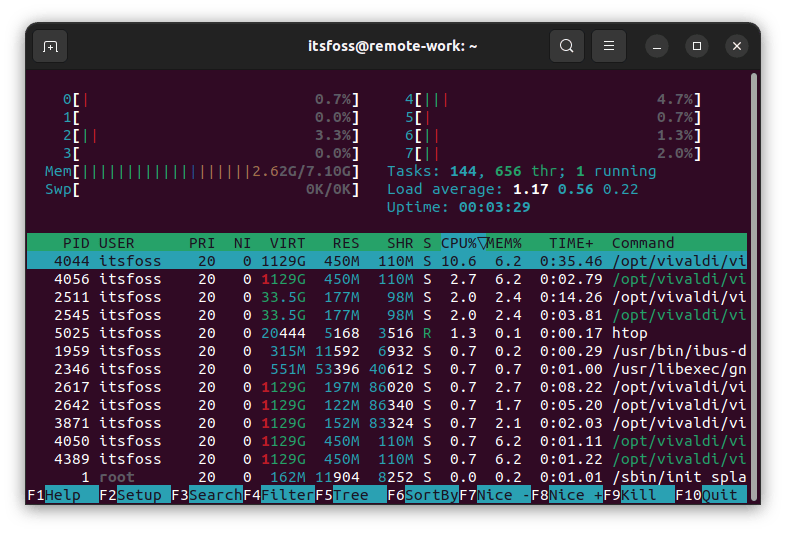 itsfoss@remote-work: ~
0[| 0.7%] 4[||| 4.7%]
1[ 0.0%] 5[| 0.7%]
2[|| 3.3%] 6[|| 1.3%]
3[ 0.0%] 7[|| 2.0%]
Mem[|||||||||||||||||||2.62G/7.10G] Tasks: 144, 656 thr; 1 running
Swp[ 0K/0K] Load average: 1.17 0.56 0.22
Uptime: 00:03:29
PID USER PRI NI VIRT RES SHR S CPU%▽MEM% TIME+ Command
4044 itsfoss 20 0 1129G 450M 110M S 10.6 6.2 0:35.46 /opt/vivaldi/vi
4056 itsfoss 20 0 1129G 450M 110M S 2.7 6.2 0:02.79 /opt/vivaldi/vi
2511 itsfoss 20 0 33.5G 177M 98M S 2.0 2.4 0:14.26 /opt/vivaldi/vi
2545 itsfoss 20 0 33.5G 177M 98M S 2.0 2.4 0:03.81 /opt/vivaldi/vi
5025 itsfoss 20 0 20444 5168 3516 R 1.3 0.1 0:00.17 htop
1959 itsfoss 20 0 315M 11592 6932 S 0.7 0.2 0:00.29 /usr/bin/ibus-d
2346 itsfoss 20 0 551M 53396 40612 S 0.7 0.7 0:01.00 /usr/libexec/gn
2617 itsfoss 20 0 1129G 197M 86020 S 0.7 2.7 0:08.22 /opt/vivaldi/vi
2642 itsfoss 20 0 1129G 122M 86340 S 0.7 1.7 0:05.20 /opt/vivaldi/vi
3871 itsfoss 20 0 1129G 152M 83324 S 0.7 2.1 0:02.03 /opt/vivaldi/vi
4050 itsfoss 20 0 1129G 450M 110M S 0.7 6.2 0:01.11 /opt/vivaldi/vi
4389 itsfoss 20 0 1129G 450M 110M S 0.7 6.2 0:01.22 /opt/vivaldi/vi
1 root 20 0 162M 11904 8252 S 0.0 0.2 0:01.01 /sbin/init spla
F1Help F2Setup F3SearchF4FilterF5Tree F6SortByF7Nice -F8Nice +F9Kill F10Quit